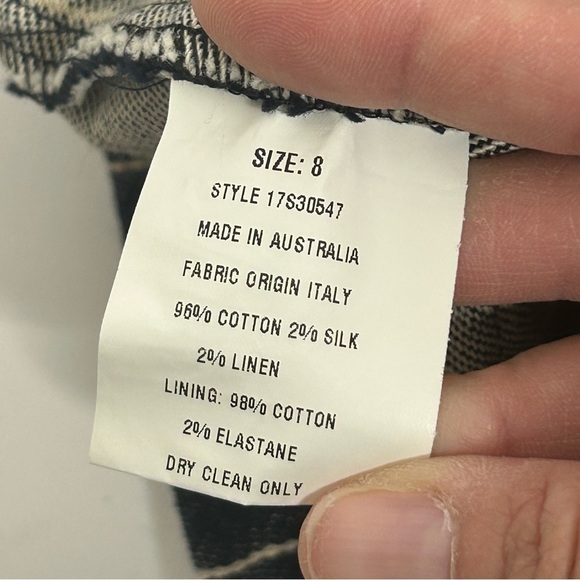 SIZE: 8
STYLE 17S30547
MADE IN AUSTRALIA
FABRIC ORIGIN ITALY
96% COTTON 2% SILK
2% LINEN
LINING: 98% COTTON
2% ELASTANE
DRY CLEAN ONLY